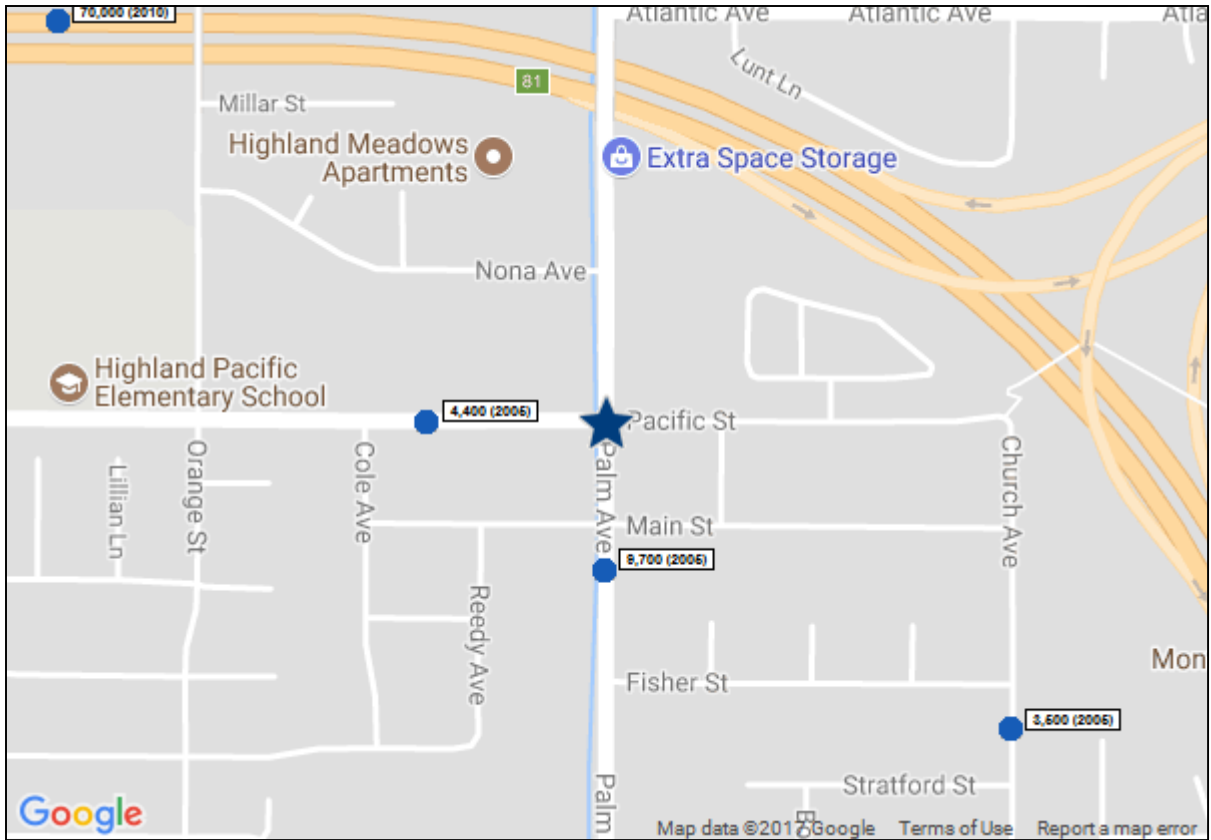 70,000 (2010)
Atlantic Ave
Atlantic Ave
Atla
Lunt Ln
81
Millar St
Highland Meadows
Apartments
Extra Space Storage
Nona Ave
Highland Pacific
Elementary School
4,400 (2005)
Pacific St
Lillian Ln
Orange St
Cole Ave
Palm Ave
Church Ave
Main St
9,700 (2005)
Reedy Ave
Mon
Fisher St
3,500 (2005)
Stratford St
Palm
Google
Map data ©2017 Google
Terms of Use
Report a map error